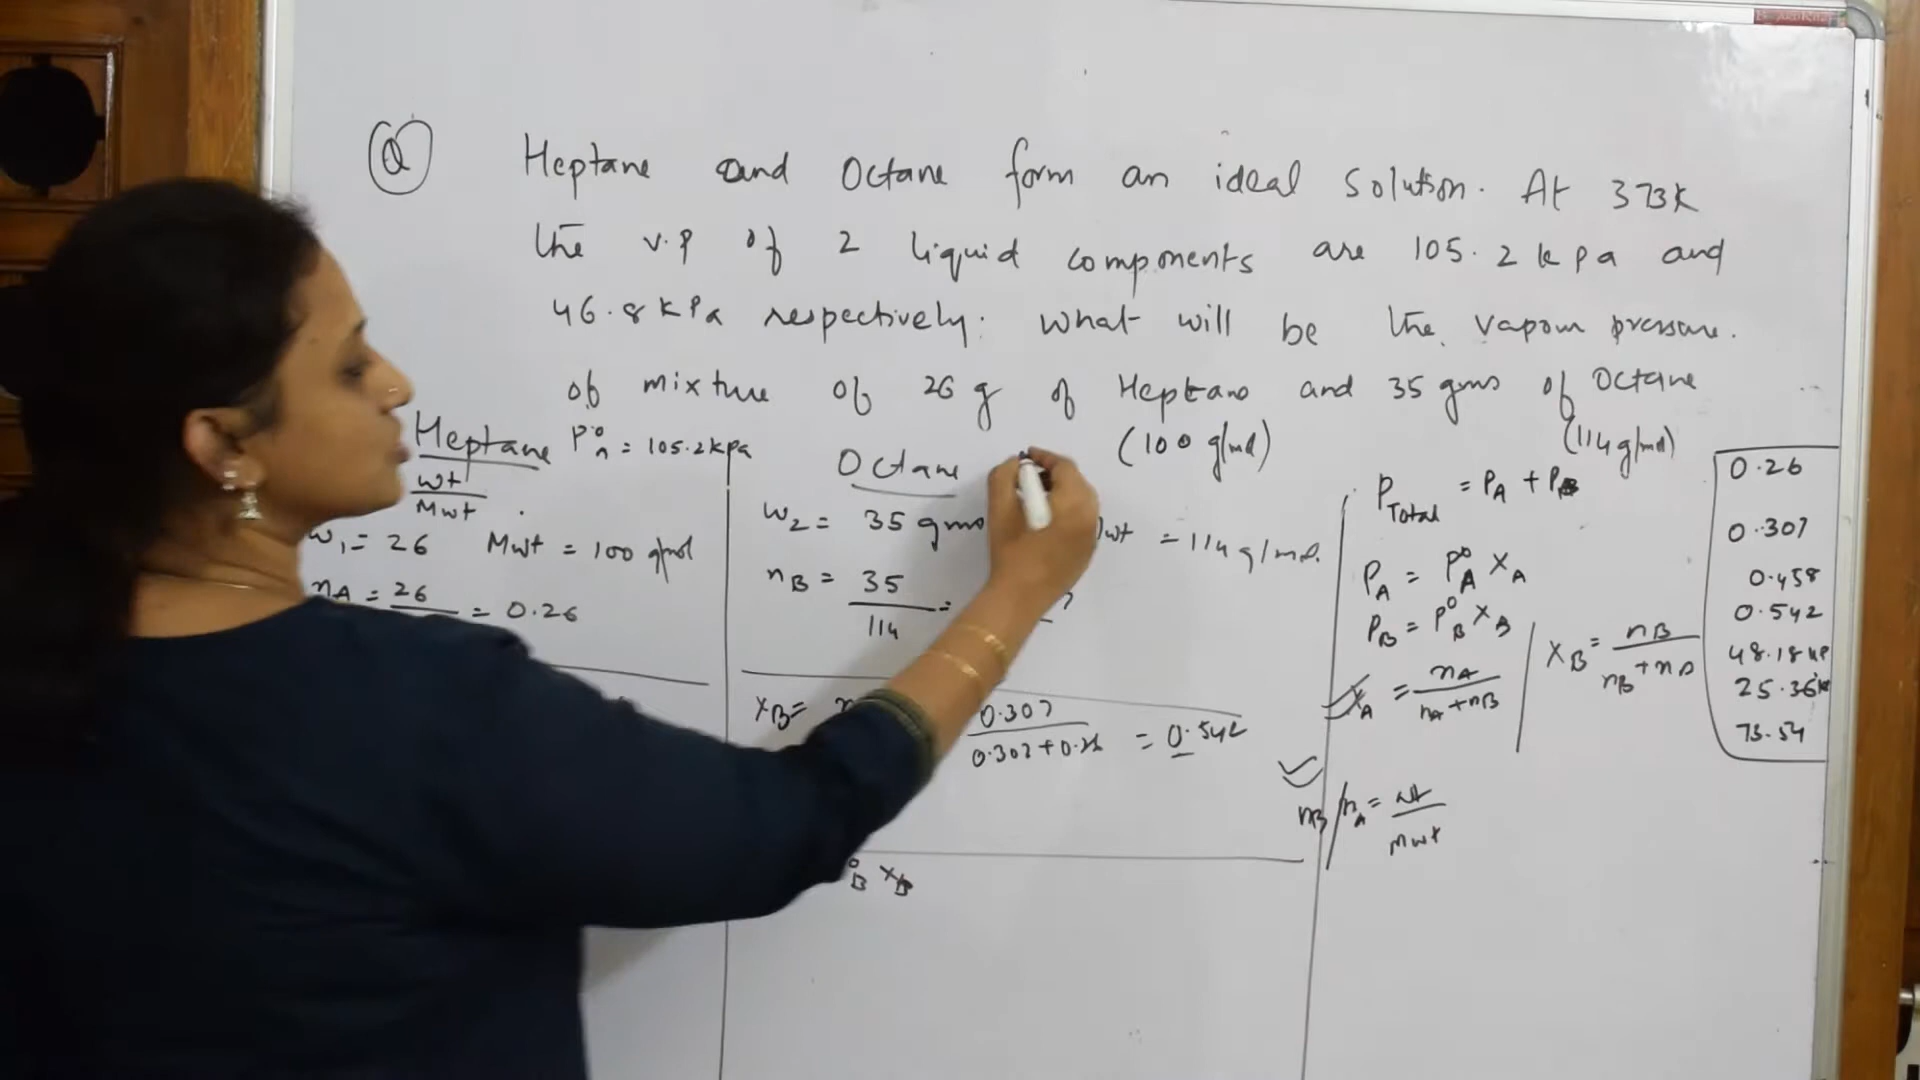 Q Heptane and Octane form an ideal solution. At 373K
the v.p of 2 liquid components are 105.2 kpa and
46.8 kPa respectively. What will be the vapour pressure.
of mixture of 26 g of Heptane and 35 gms of Octane
(100 g/mol) (114 g/mol)
Heptane P°A = 105.2 kpa
wt / Mwt
w1 = 26 Mwt = 100 g/mol
nA = 26 = 0.26
Octane
w2 = 35 gms wt = 114 g/mol
nB = 35 / 114 =
xB = 0.307 / 0.307 + 0.26 = 0.542
°B xB
P Total = PA + PB
PA = P°A xA
PB = P°B xB
xA = nA / nA + nB
xB = nB / nB + nA
nB / nA = wt / Mwt
0.26
0.307
0.458
0.542
48.18
25.36
73.54